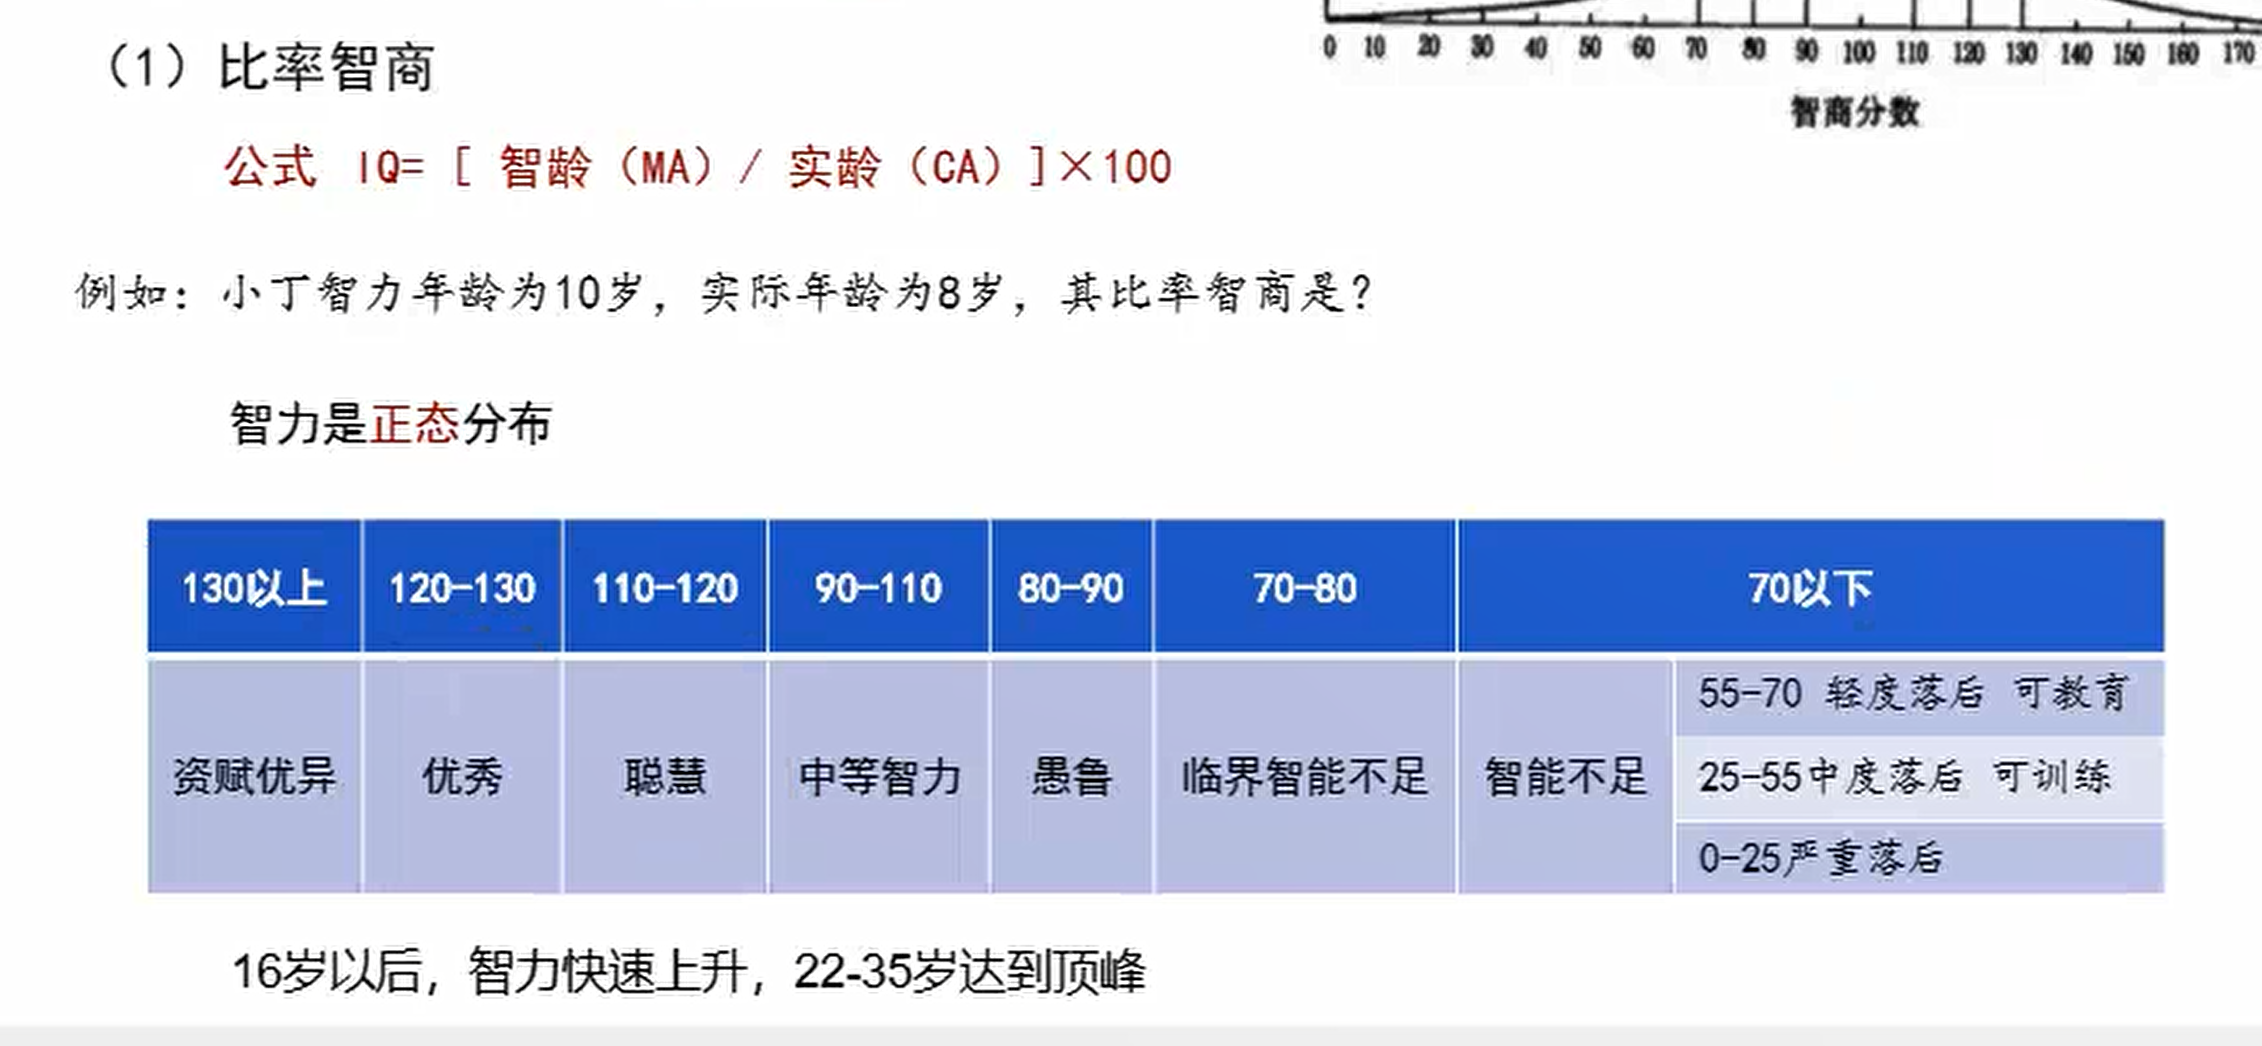 0 10 20 30 40 50 60 70 80 90 100 110 120 130 140 150 160 170
智商分数
（1）比率智商
公式 IQ= [ 智龄（MA）/ 实龄（CA）]×100
例如：小丁智力年龄为10岁，实际年龄为8岁，其比率智商是？
智力是正态分布
130以上 120-130 110-120 90-110 80-90 70-80 70以下
资赋优异 优秀 聪慧 中等智力 愚鲁 临界智能不足 智能不足
55-70 轻度落后 可教育
25-55中度落后 可训练
0-25严重落后
16岁以后，智力快速上升，22-35岁达到顶峰